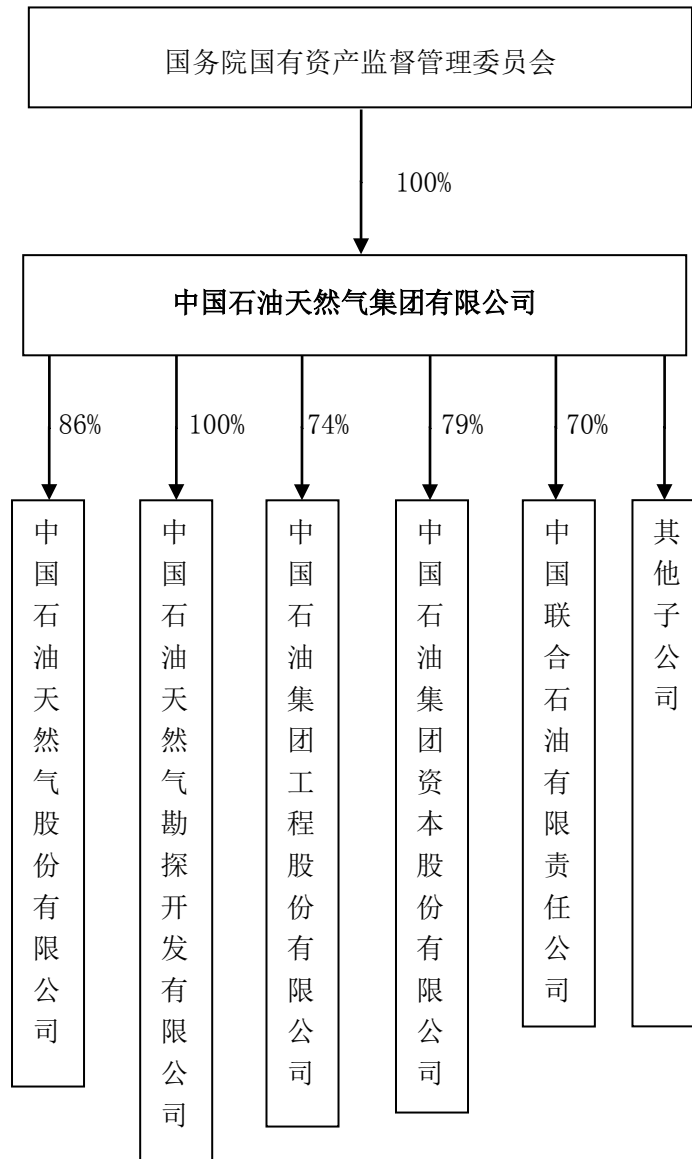 国务院国有资产监督管理委员会
100%
中国石油天然气集团有限公司
86%
100%
74%
79%
70%
中国石油天然气股份有限公司
中国石油天然气勘探开发有限公司
中国石油集团工程股份有限公司
中国石油集团资本股份有限公司
中国联合石油有限责任公司
其他子公司